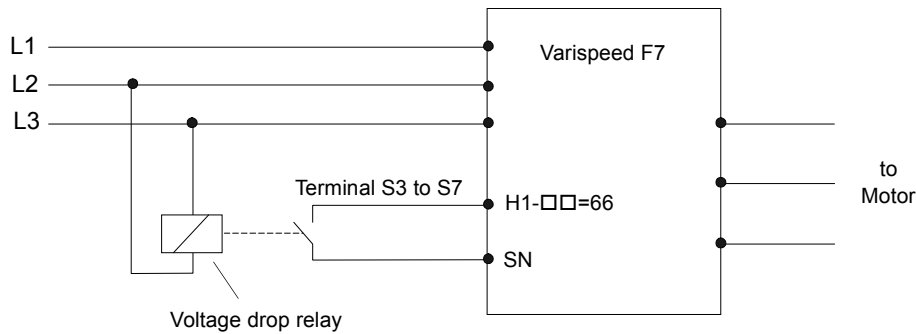 L1
Varispeed F7
L2
L3
to
Motor
Terminal S3 to S7
H1-□□=66
SN
Voltage drop relay